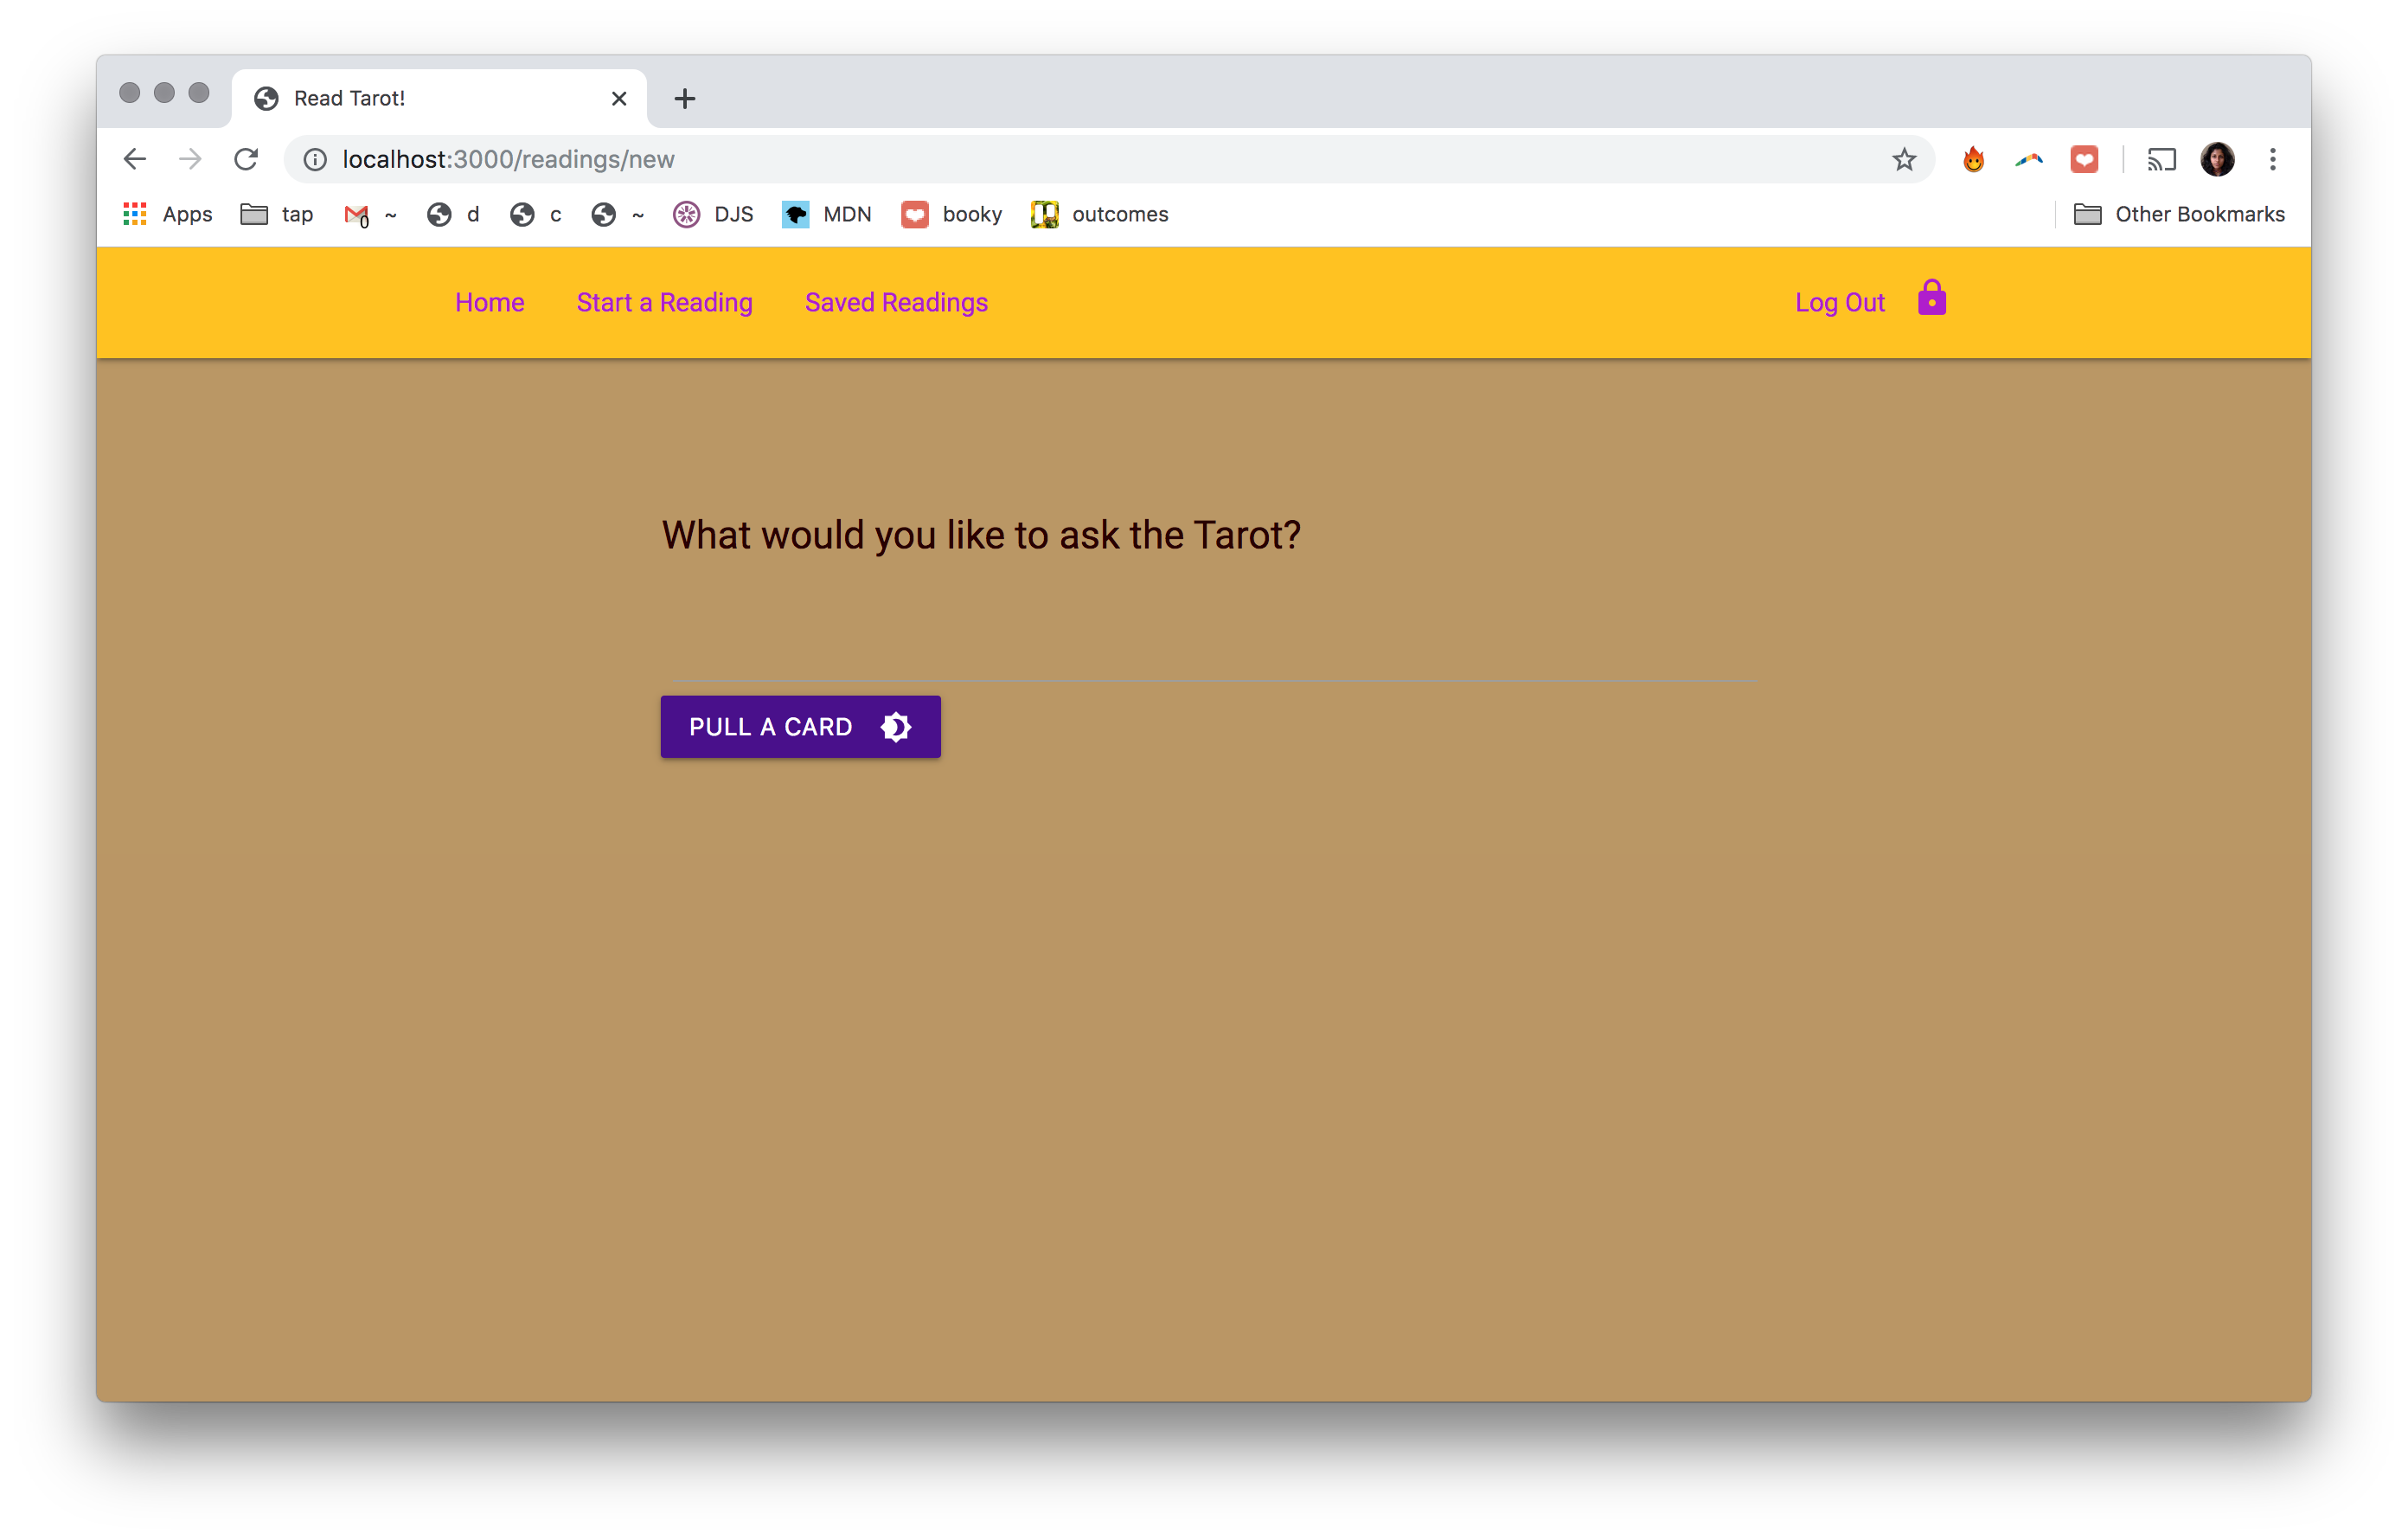 Read Tarot!
localhost:3000/readings/new
Apps tap 0 ~ d c ~ DJS MDN booky outcomes Other Bookmarks
Home Start a Reading Saved Readings Log Out
What would you like to ask the Tarot?
PULL A CARD